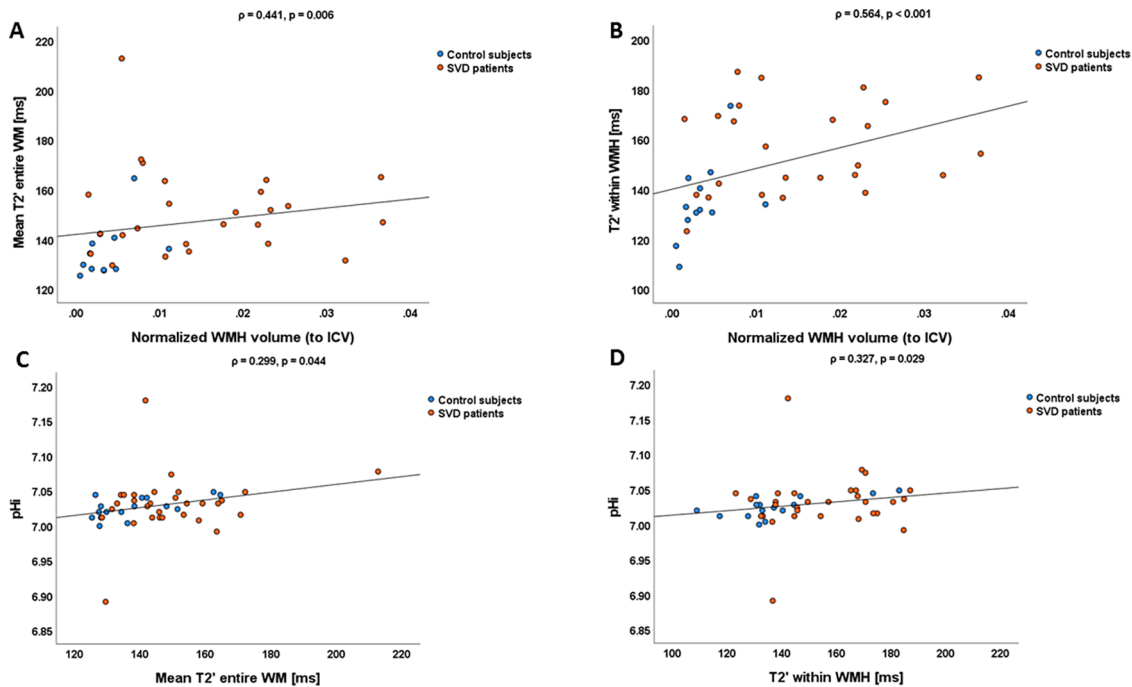 A
ρ = 0.441, p = 0.006
Control subjects
SVD patients
Mean T2' entire WM [ms]
220
200
180
160
140
120
.00 .01 .02 .03 .04
Normalized WMH volume (to ICV)
B
ρ = 0.564, p < 0.001
Control subjects
SVD patients
T2' within WMH [ms]
200
180
160
140
120
100
.00 .01 .02 .03 .04
Normalized WMH volume (to ICV)
C
ρ = 0.299, p = 0.044
Control subjects
SVD patients
pHi
7.20
7.15
7.10
7.05
7.00
6.95
6.90
6.85
120 140 160 180 200 220
Mean T2' entire WM [ms]
D
ρ = 0.327, p = 0.029
Control subjects
SVD patients
pHi
7.20
7.15
7.10
7.05
7.00
6.95
6.90
6.85
100 120 140 160 180 200 220
T2' within WMH [ms]